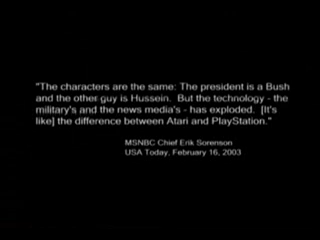 "The characters are the same: The president is a Bush
and the other guy is Hussein. But the technology - the
military's and the news media's - has exploded. [It's
like] the difference between Atari and PlayStation."
MSNBC Chief Erik Sorenson
USA Today, February 16, 2003